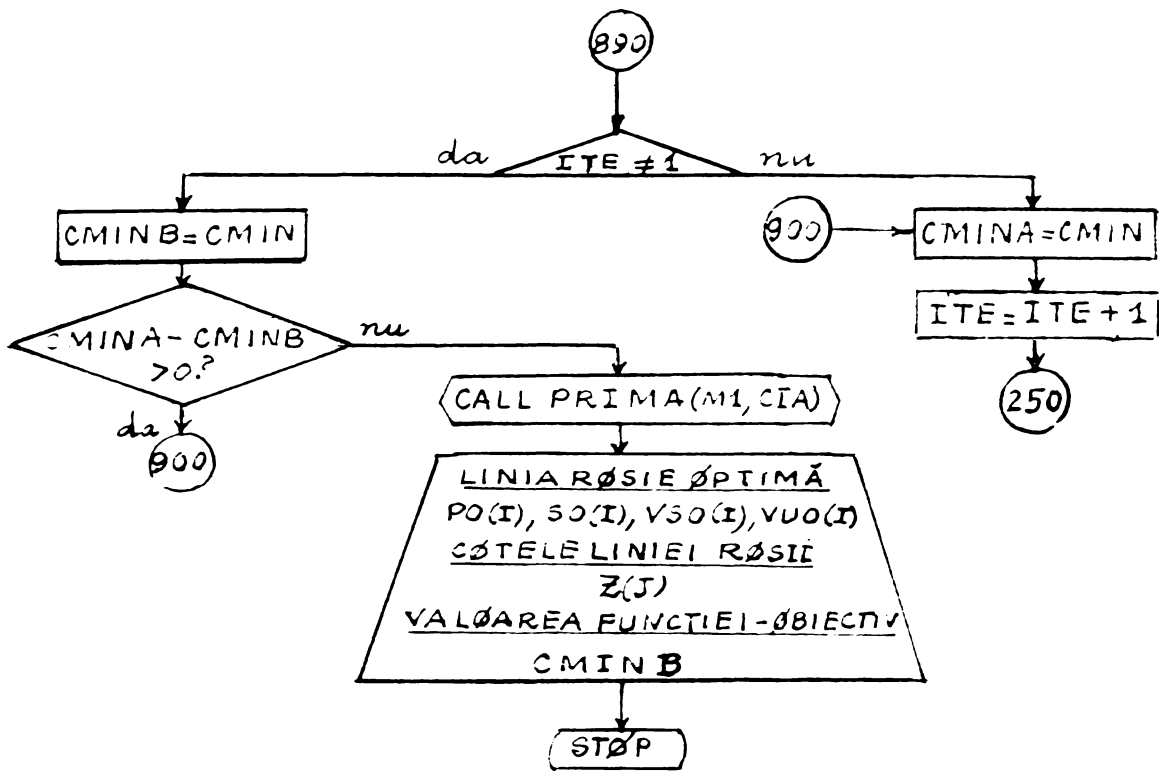 890
da
ITE ≠ 1
nu
CMINB=CMIN
900
CMINA=CMIN
CMINA-CMINB
>0?
nu
ITE=ITE+1
da
900
CALL PRIMA(M1,CIA)
250
LINIA RØSIE ØPTIMĂ
PO(I), SO(I), VSO(I), VUO(I)
CØTELE LINIEI RØSII
Z(J)
VALØAREA FUNCTIEI-ØBIECTIV
CMINB
STØP